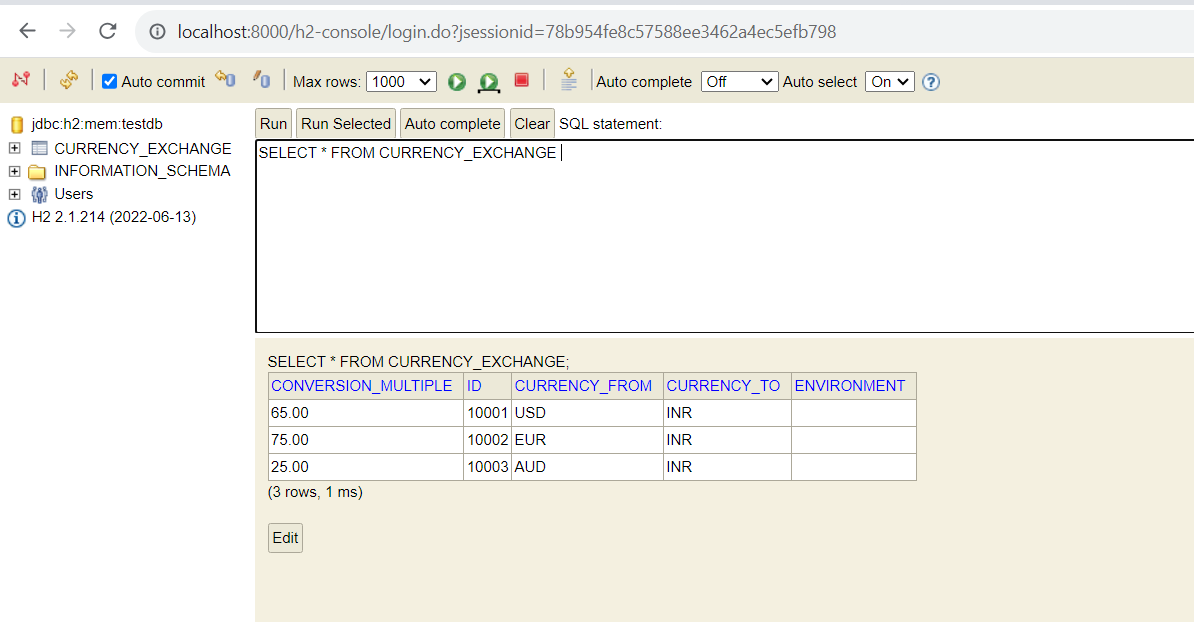 localhost:8000/h2-console/login.do?jsessionid=78b954fe8c57588ee3462a4ec5efb798
Auto commit Max rows: 1000 Auto complete Off Auto select On ?
jdbc:h2:mem:testdb
CURRENCY_EXCHANGE
INFORMATION_SCHEMA
Users
H2 2.1.214 (2022-06-13)
Run Run Selected Auto complete Clear SQL statement:
SELECT * FROM CURRENCY_EXCHANGE
SELECT * FROM CURRENCY_EXCHANGE;
CONVERSION_MULTIPLE ID CURRENCY_FROM CURRENCY_TO ENVIRONMENT
65.00 10001 USD INR
75.00 10002 EUR INR
25.00 10003 AUD INR
(3 rows, 1 ms)
Edit